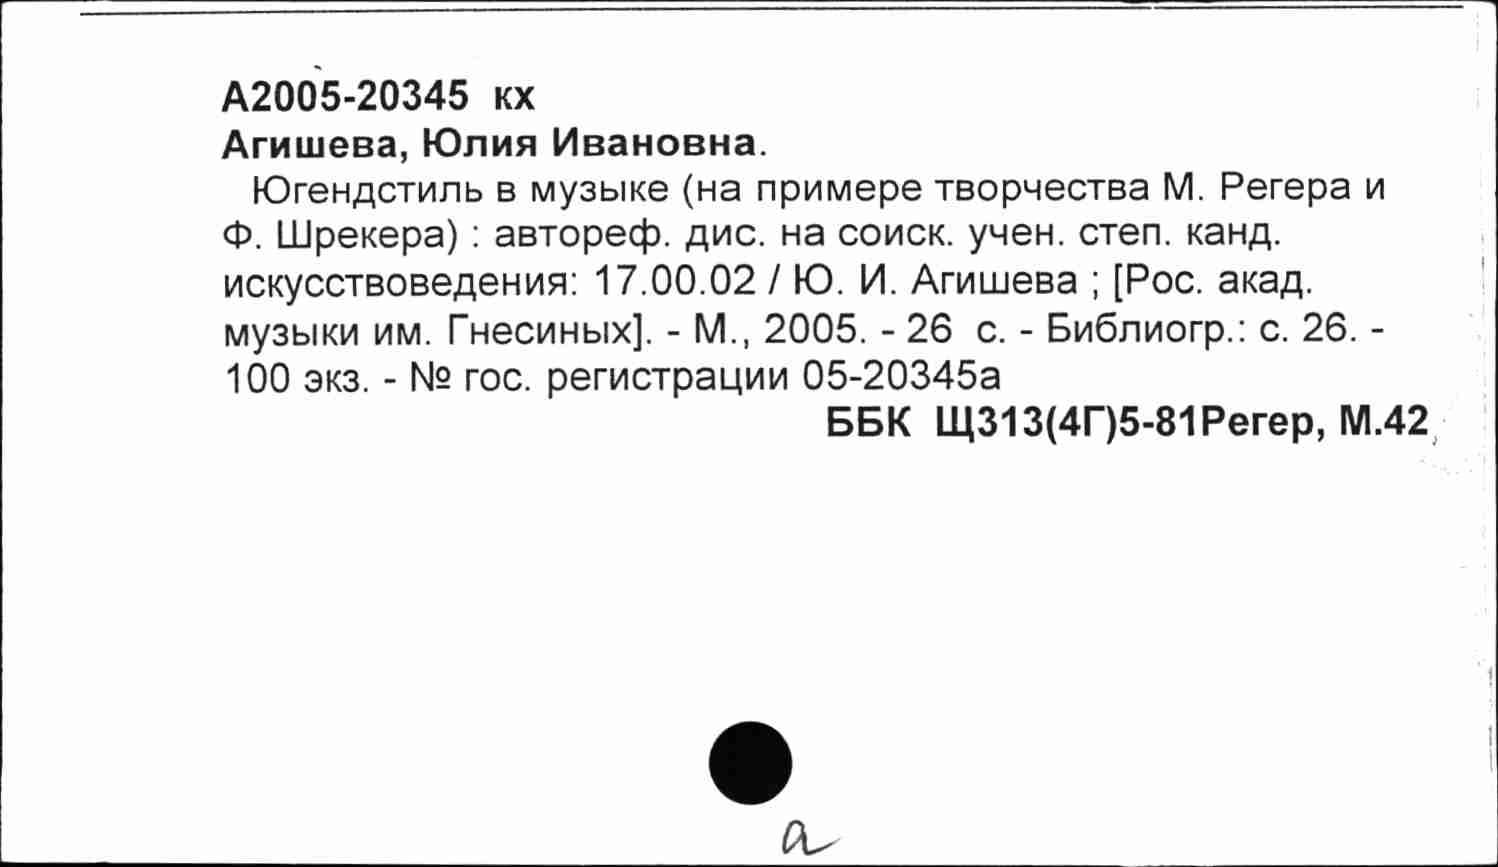 А2005-20345 кх
Агишева, Юлия Ивановна.
Югендстиль в музыке (на примере творчества М. Регера и
Ф. Шрекера) : автореф. дис. на соиск. учен. степ. канд.
искусствоведения: 17.00.02 / Ю. И. Агишева ; [Рос. акад.
музыки им. Гнесиных]. - М., 2005. - 26 с. - Библиогр.: с. 26. -
100 экз. - № гос. регистрации 05-20345а
ББК Щ313(4Г)5-81Регер, М.42
а